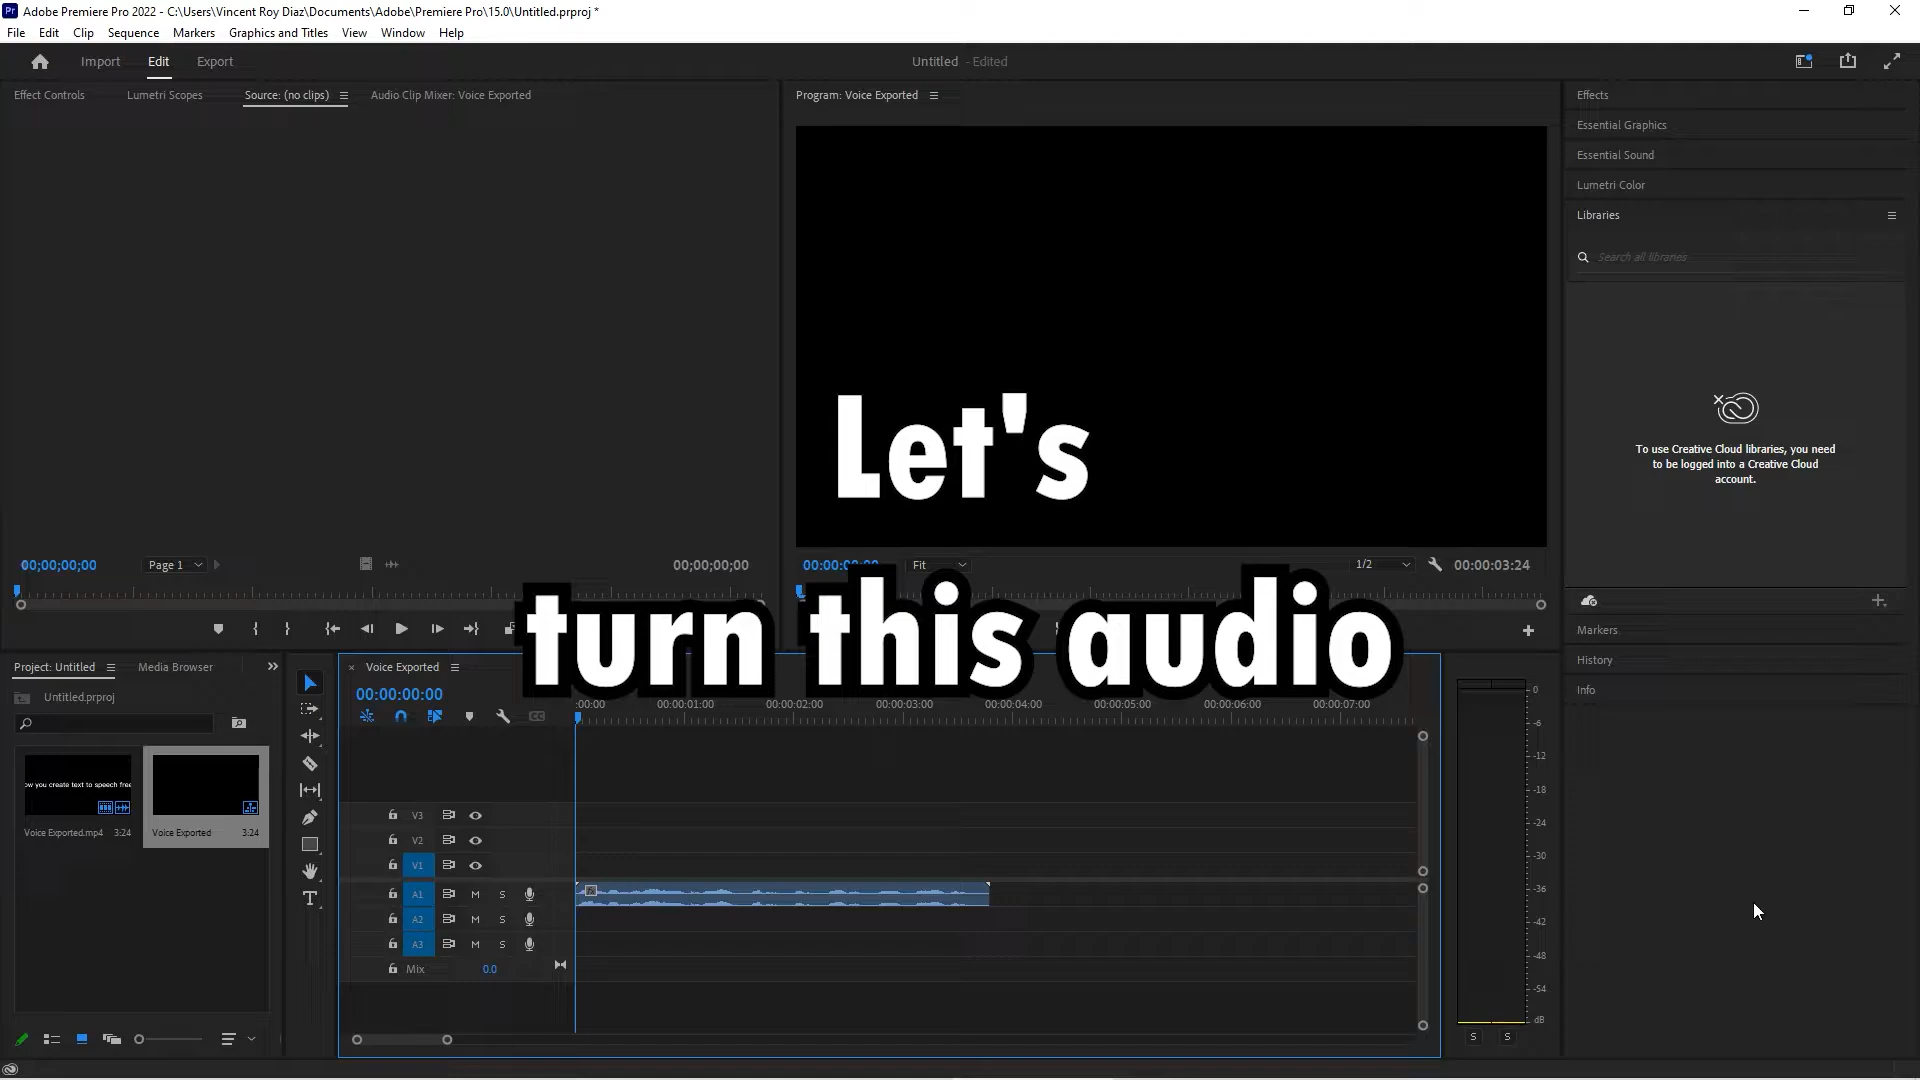 Pr Adobe Premiere Pro 2022 - C:\Users\Vincent Roy Diaz\Documents\Adobe\Premiere Pro\15.0\Untitled.prproj *
File Edit Clip Sequence Markers Graphics and Titles View Window Help
Import Edit Export
Untitled - Edited
Effect Controls Lumetri Scopes Source: (no clips) Audio Clip Mixer: Voice Exported
Program: Voice Exported
Effects
Essential Graphics
Essential Sound
Lumetri Color
Libraries
Search all libraries
To use Creative Cloud libraries, you need
to be logged into a Creative Cloud
account.
Let's
turn this audio
00;00;00;00 Page 1 00;00;00;00
Fit 1/2 00:00:03:24
Markers
History
Info
Project: Untitled Media Browser
Untitled.prproj
ow you create text to speech free
Voice Exported.mp4 3:24
Voice Exported 3:24
× Voice Exported
00:00:00:00
:00:00 00:00:01:00 00:00:02:00 00:00:03:00 00:00:04:00 00:00:05:00 00:00:06:00 00:00:07:00
V3
V2
V1
A1 M S
A2 M S
A3 M S
Mix 0.0
0
-6
-12
-18
-24
-30
-36
-42
-48
-54
dB
S S